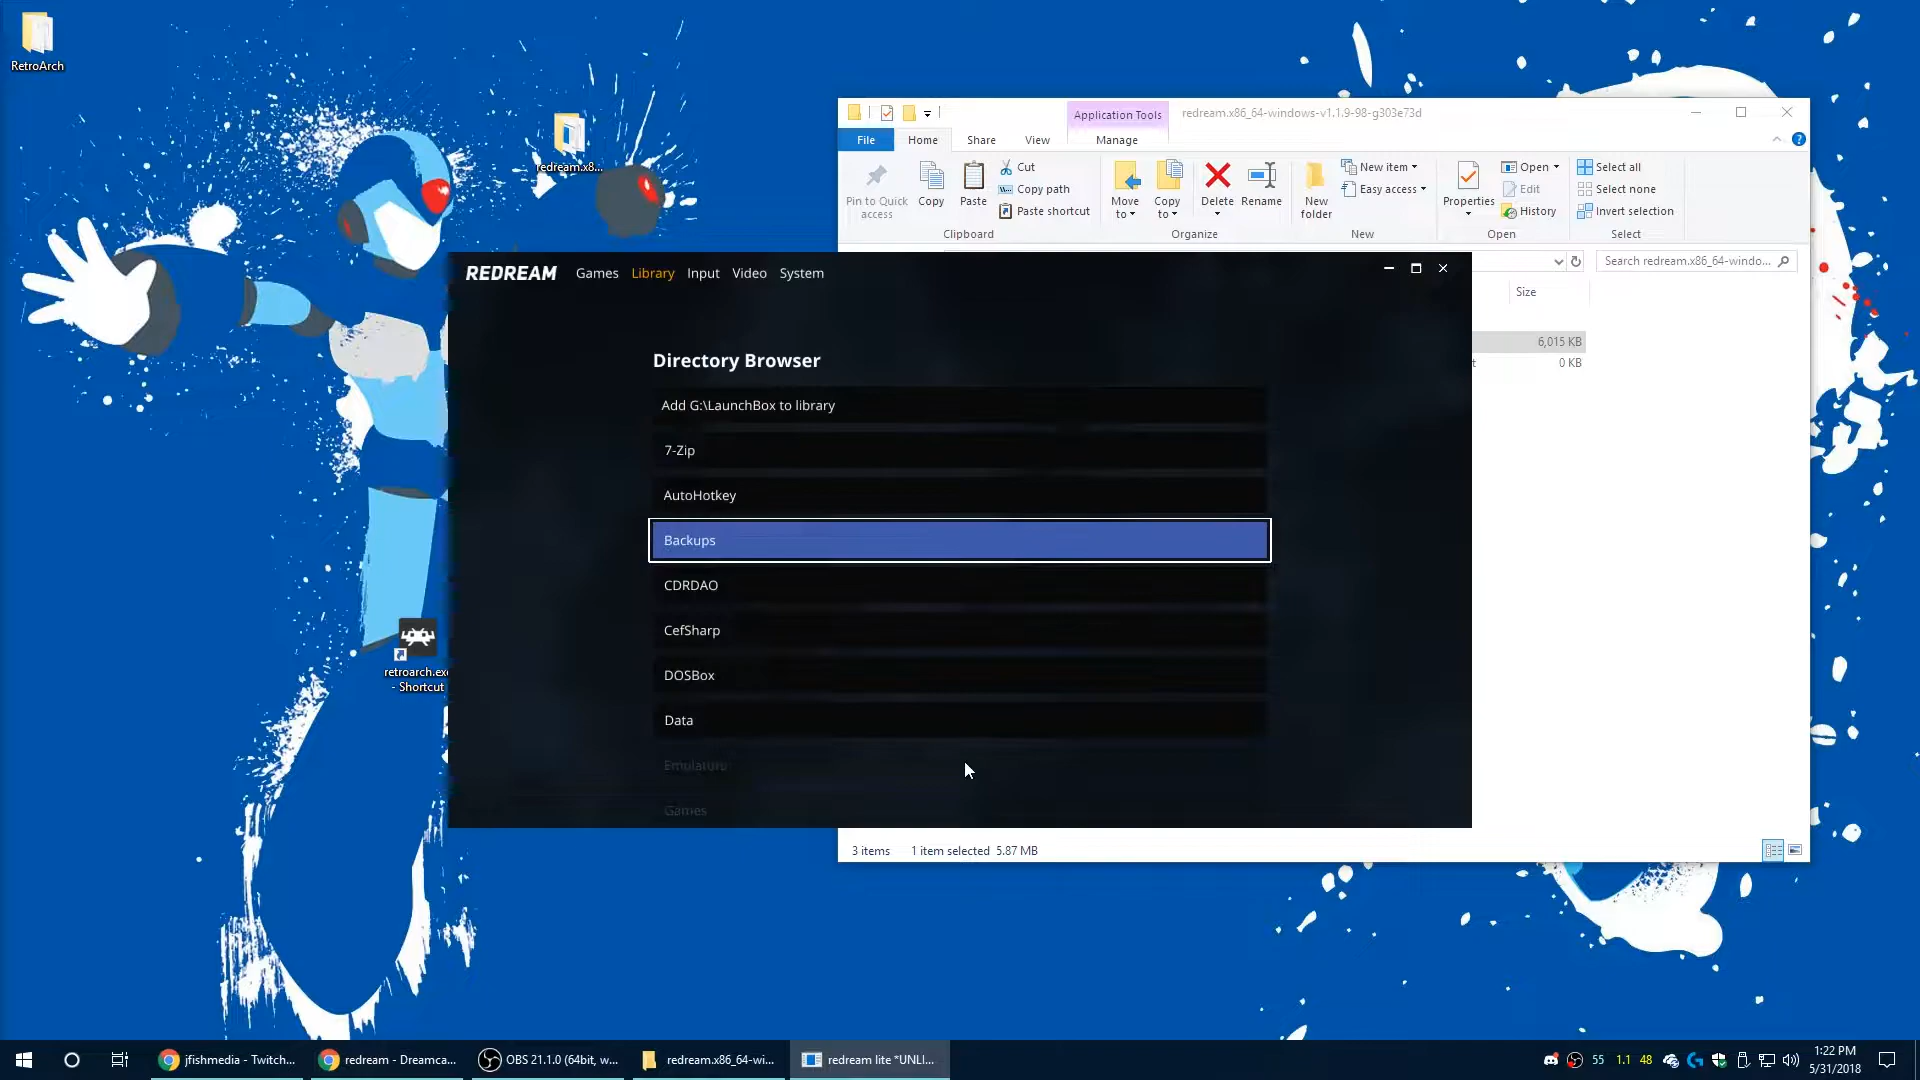 RetroArch
redream.x8...
retroarch.exe
- Shortcut
Application Tools
redream.x86_64-windows-v1.1.9-98-g303e73d
File
Home
Share
View
Manage
Pin to Quick
access
Copy
Paste
Cut
Copy path
Paste shortcut
Clipboard
Move
to
Copy
to
Delete
Rename
Organize
New
folder
New item
Easy access
New
Properties
Open
Edit
History
Open
Select all
Select none
Invert selection
Select
Search redream.x86_64-windo...
Size
6,015 KB
0 KB
REDREAM
Games
Library
Input
Video
System
Directory Browser
Add G:\LaunchBox to library
7-Zip
AutoHotkey
Backups
CDRDAO
CefSharp
DOSBox
Data
Emulators
Games
3 items
1 item selected 5.87 MB
jfishmedia - Twitch...
redream - Dreamca...
OBS 21.1.0 (64bit, w...
redream.x86_64-wi...
redream lite *UNLI...
55
1.1
48
1:22 PM
5/31/2018